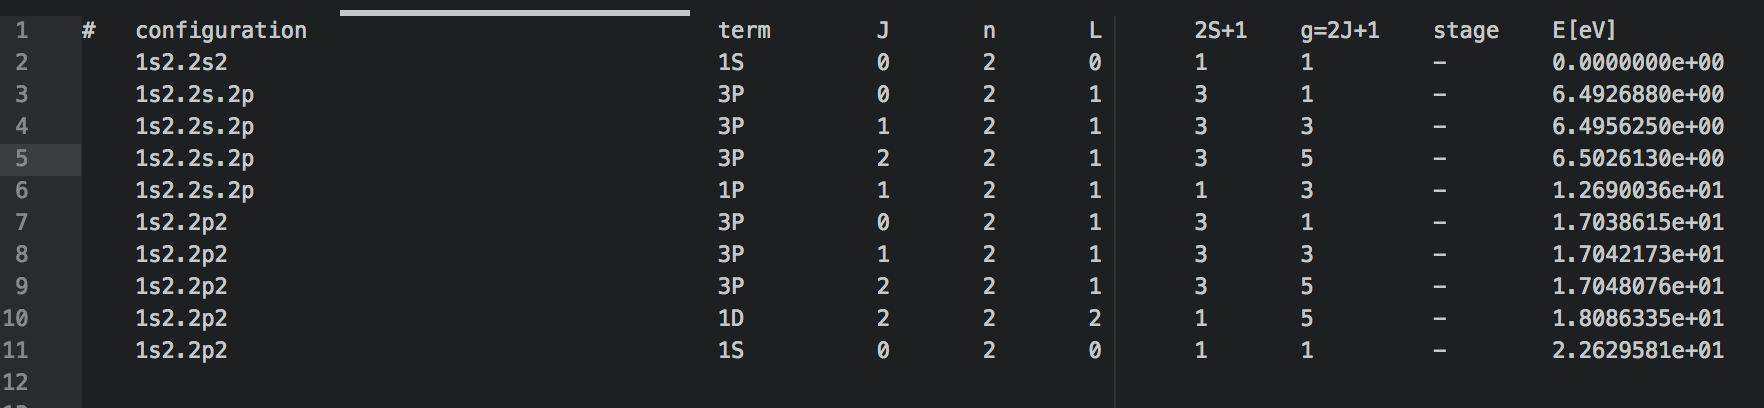 1 # configuration term J n L 2S+1 g=2J+1 stage E[eV]
2 1s2.2s2 1S 0 2 0 1 1 – 0.0000000e+00
3 1s2.2s.2p 3P 0 2 1 3 1 – 6.4926880e+00
4 1s2.2s.2p 3P 1 2 1 3 3 – 6.4956250e+00
5 1s2.2s.2p 3P 2 2 1 3 5 – 6.5026130e+00
6 1s2.2s.2p 1P 1 2 1 1 3 – 1.2690036e+01
7 1s2.2p2 3P 0 2 1 3 1 – 1.7038615e+01
8 1s2.2p2 3P 1 2 1 3 3 – 1.7042173e+01
9 1s2.2p2 3P 2 2 1 3 5 – 1.7048076e+01
10 1s2.2p2 1D 2 2 2 1 5 – 1.8086335e+01
11 1s2.2p2 1S 0 2 0 1 1 – 2.2629581e+01
12